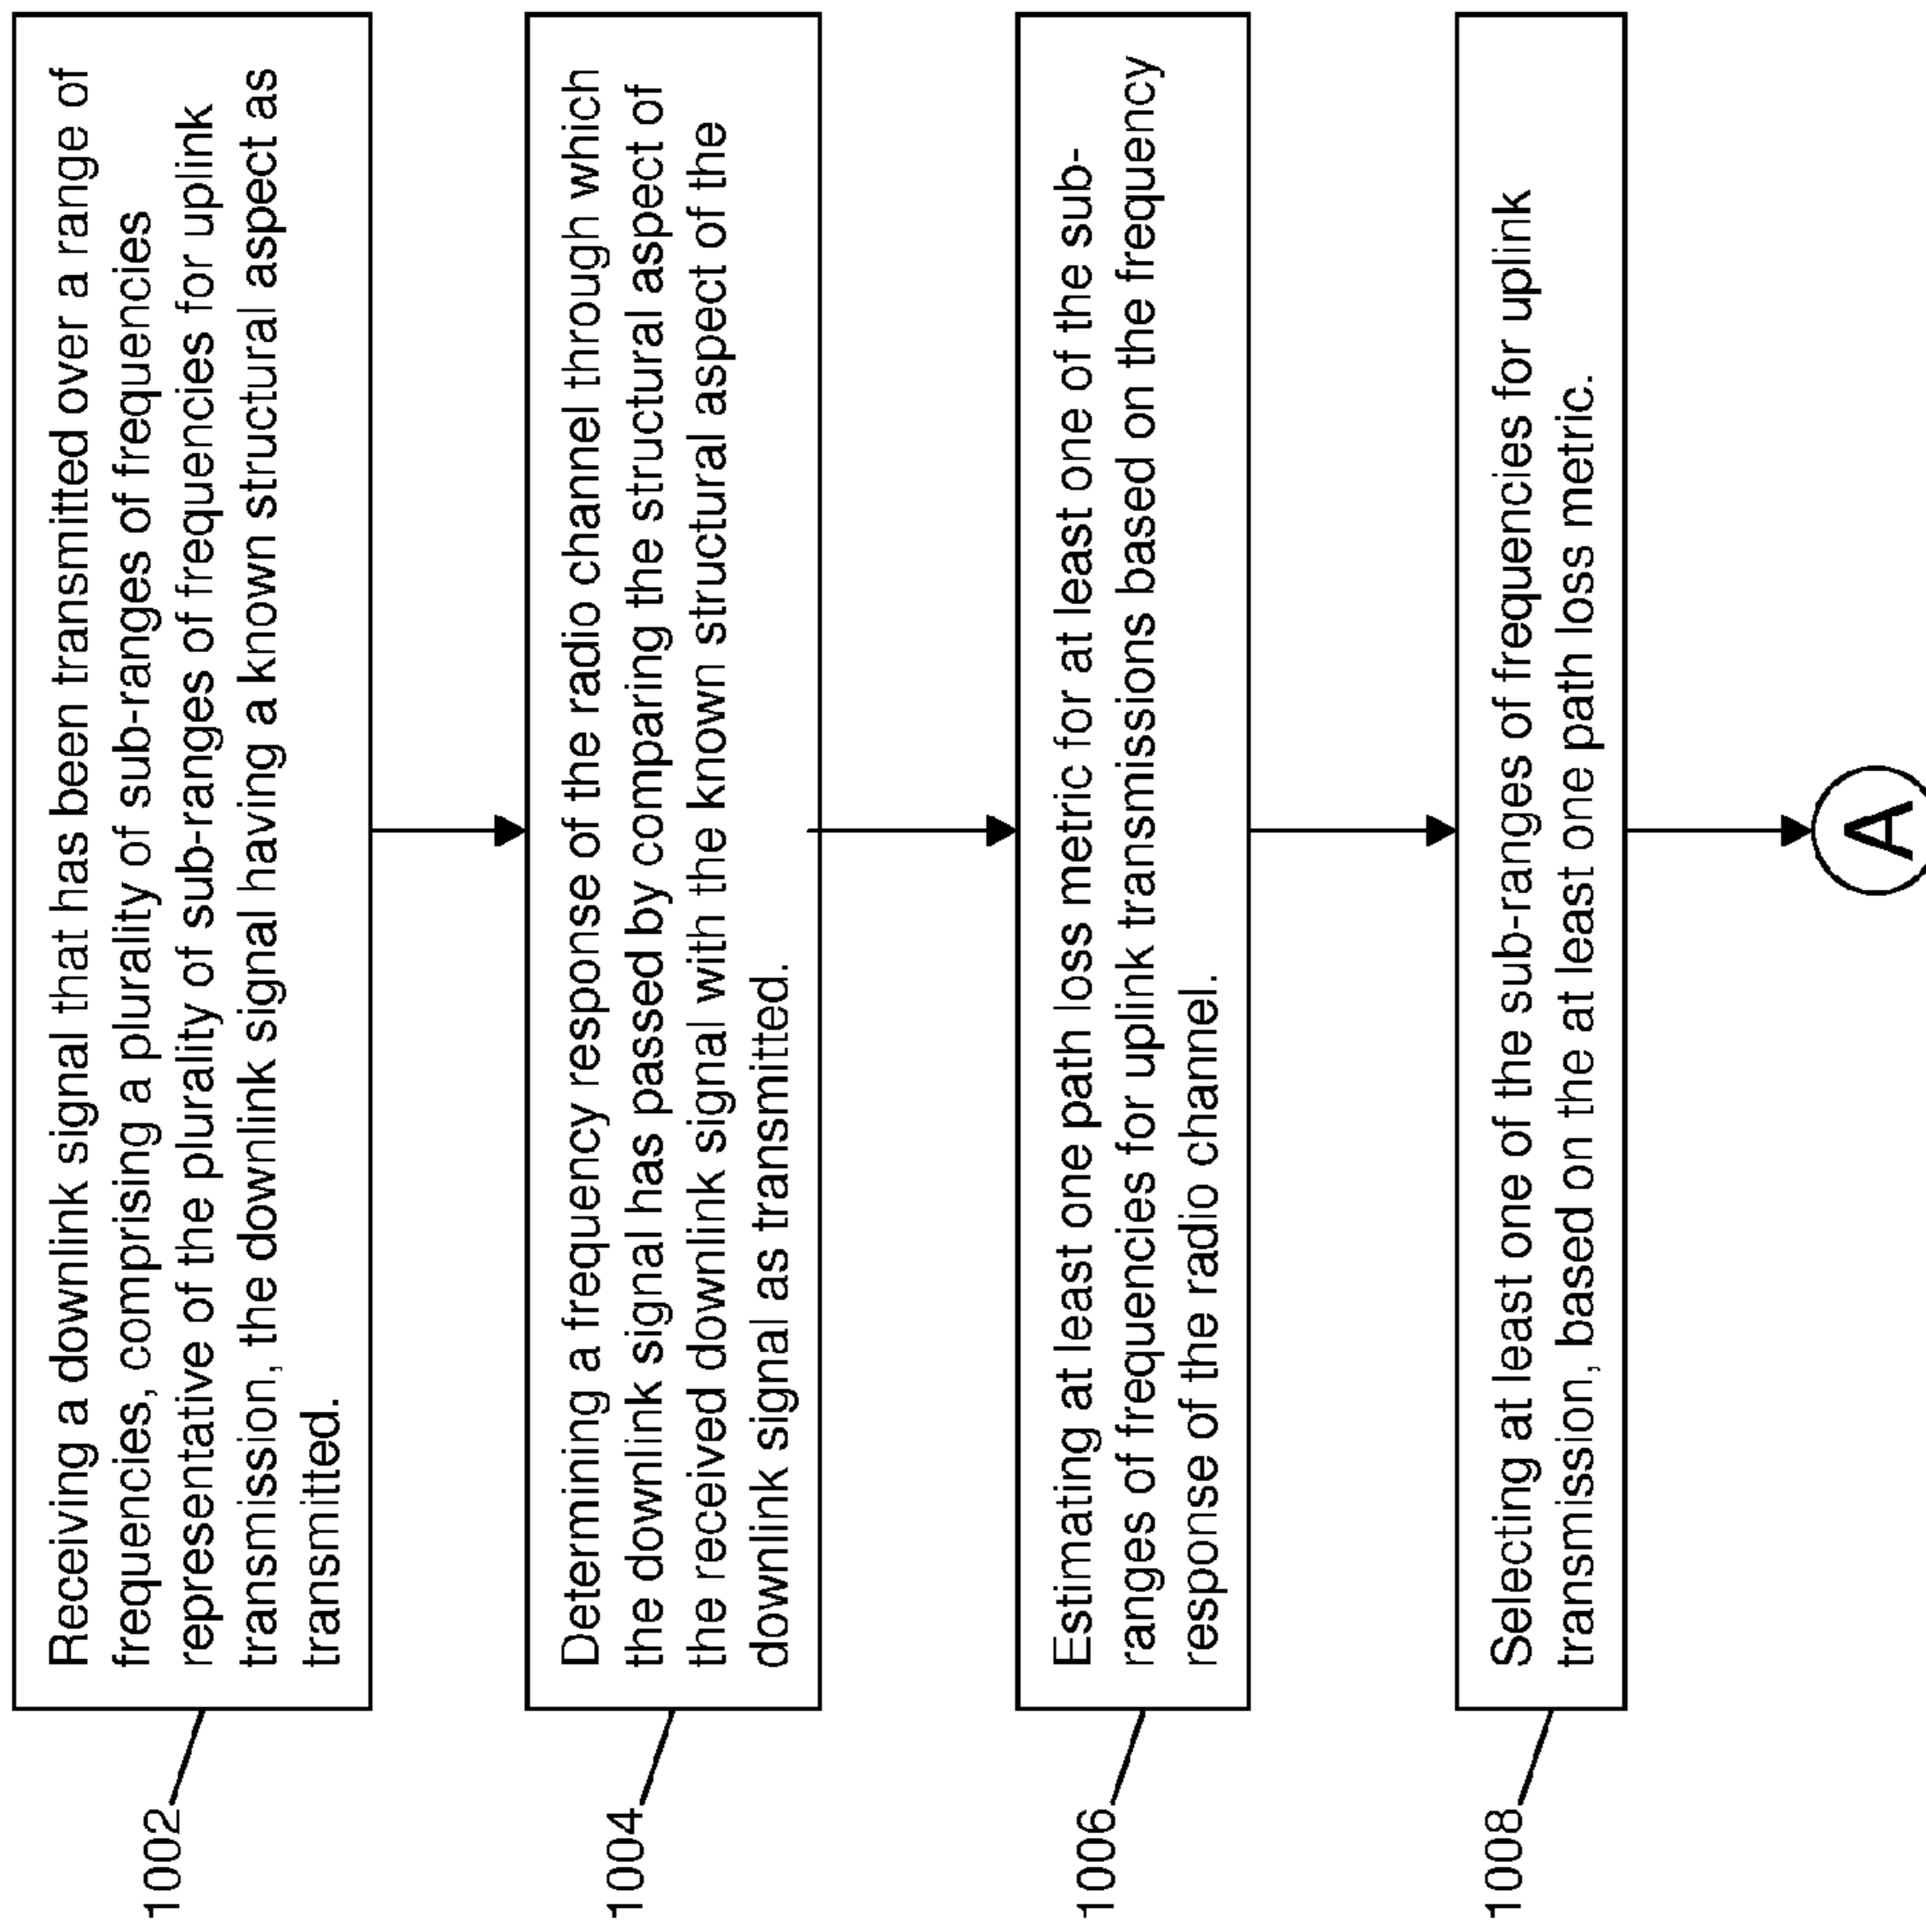 1002
Receiving a downlink signal that has been transmitted over a range of
frequencies, comprising a plurality of sub-ranges of frequencies
representative of the plurality of sub-ranges of frequencies for uplink
transmission, the downlink signal having a known structural aspect as
transmitted.
1004
Determining a frequency response of the radio channel through which
the downlink signal has passed by comparing the structural aspect of
the received downlink signal with the known structural aspect of the
downlink signal as transmitted.
1006
Estimating at least one path loss metric for at least one of the sub-
ranges of frequencies for uplink transmissions based on the frequency
response of the radio channel.
1008
Selecting at least one of the sub-ranges of frequencies for uplink
transmission, based on the at least one path loss metric.
A